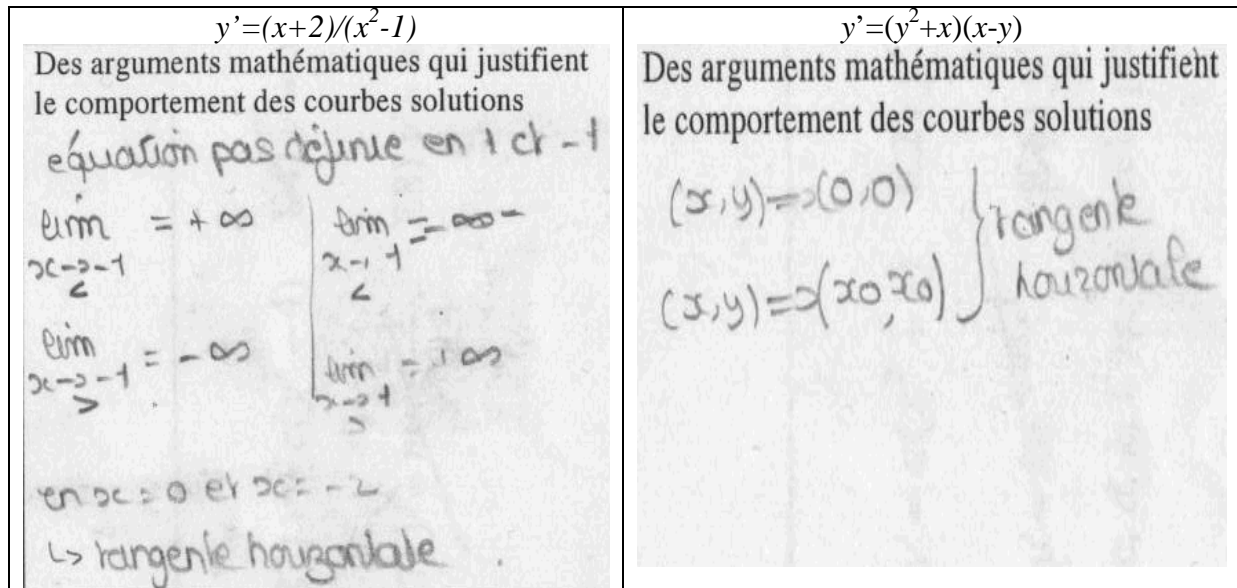 y’=(x+2)/(x²-1)
Des arguments mathématiques qui justifient
le comportement des courbes solutions
équation pas définie en 1 et -1
lim = +∞
x->-1
<
lim = -∞
x->1
<
lim = -∞
x->-1
>
lim = +∞
x->1
>
en x = 0 et x = -2
↳ tangente horizontale
y’=(y²+x)(x-y)
Des arguments mathématiques qui justifient
le comportement des courbes solutions
(x,y)=>(0,0)
(x,y)=>(x0,x0)
} tangente
horizontale